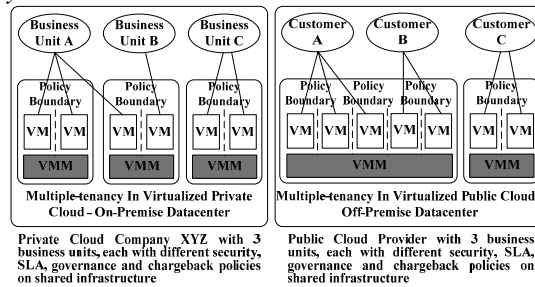 Business Unit A
Business Unit B
Business Unit C
Policy Boundary
Policy Boundary
Policy Boundary
VM VM
VM VM
VM VM
VMM
VMM
VMM
Multiple-tenancy In Virtualized Private
Cloud – On-Premise Datacenter
Private Cloud Company XYZ with 3
business units, each with different security,
SLA, governance and chargeback policies
on shared infrastructure
Customer A
Customer B
Customer C
Policy Boundary
Policy Boundary
Policy Boundary
VM VM VM VM VM
VM VM
VMM
VMM
Multiple-tenancy In Virtualized Public Cloud
Off-Premise Datacenter
Public Cloud Provider with 3 business
units, each with different security, SLA,
governance and chargeback policies on
shared infrastructure